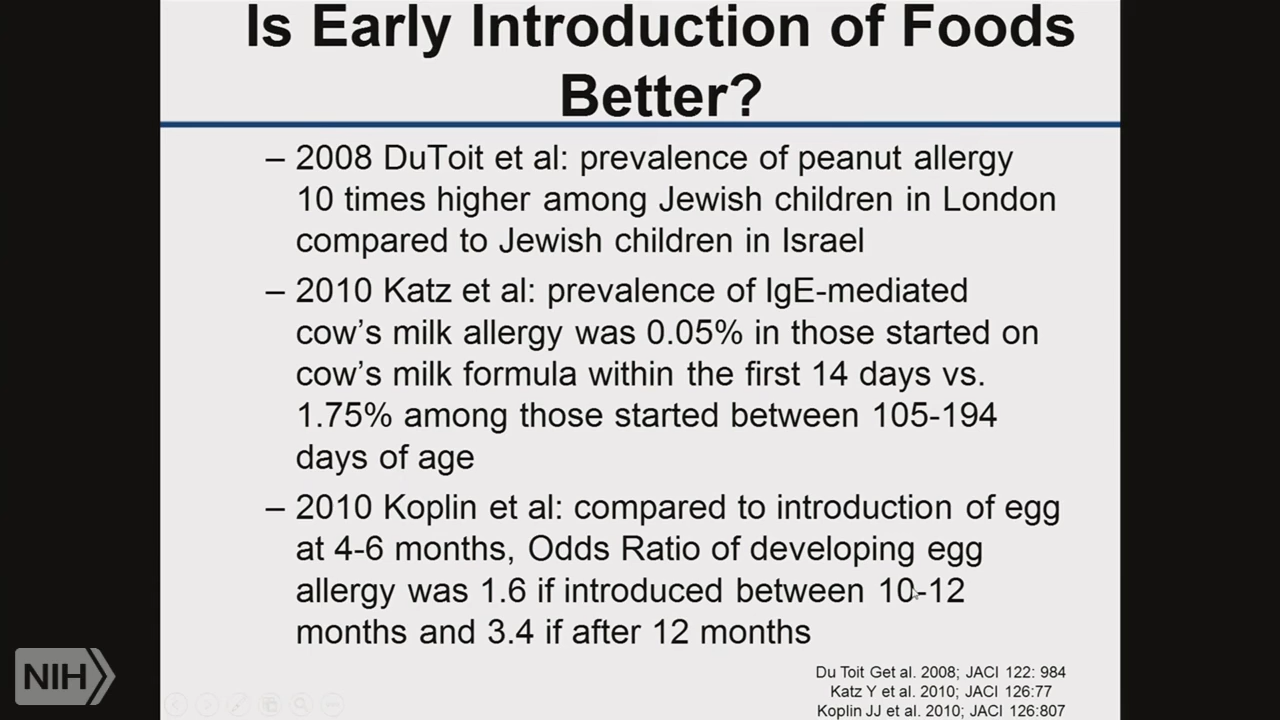 Is Early Introduction of Foods
Better?
– 2008 DuToit et al: prevalence of peanut allergy
10 times higher among Jewish children in London
compared to Jewish children in Israel
– 2010 Katz et al: prevalence of IgE-mediated
cow's milk allergy was 0.05% in those started on
cow's milk formula within the first 14 days vs.
1.75% among those started between 105-194
days of age
– 2010 Koplin et al: compared to introduction of egg
at 4-6 months, Odds Ratio of developing egg
allergy was 1.6 if introduced between 10-12
months and 3.4 if after 12 months
Du Toit Get al. 2008; JACI 122: 984
Katz Y et al. 2010; JACI 126:77
Koplin JJ et al. 2010; JACI 126:807
NIH